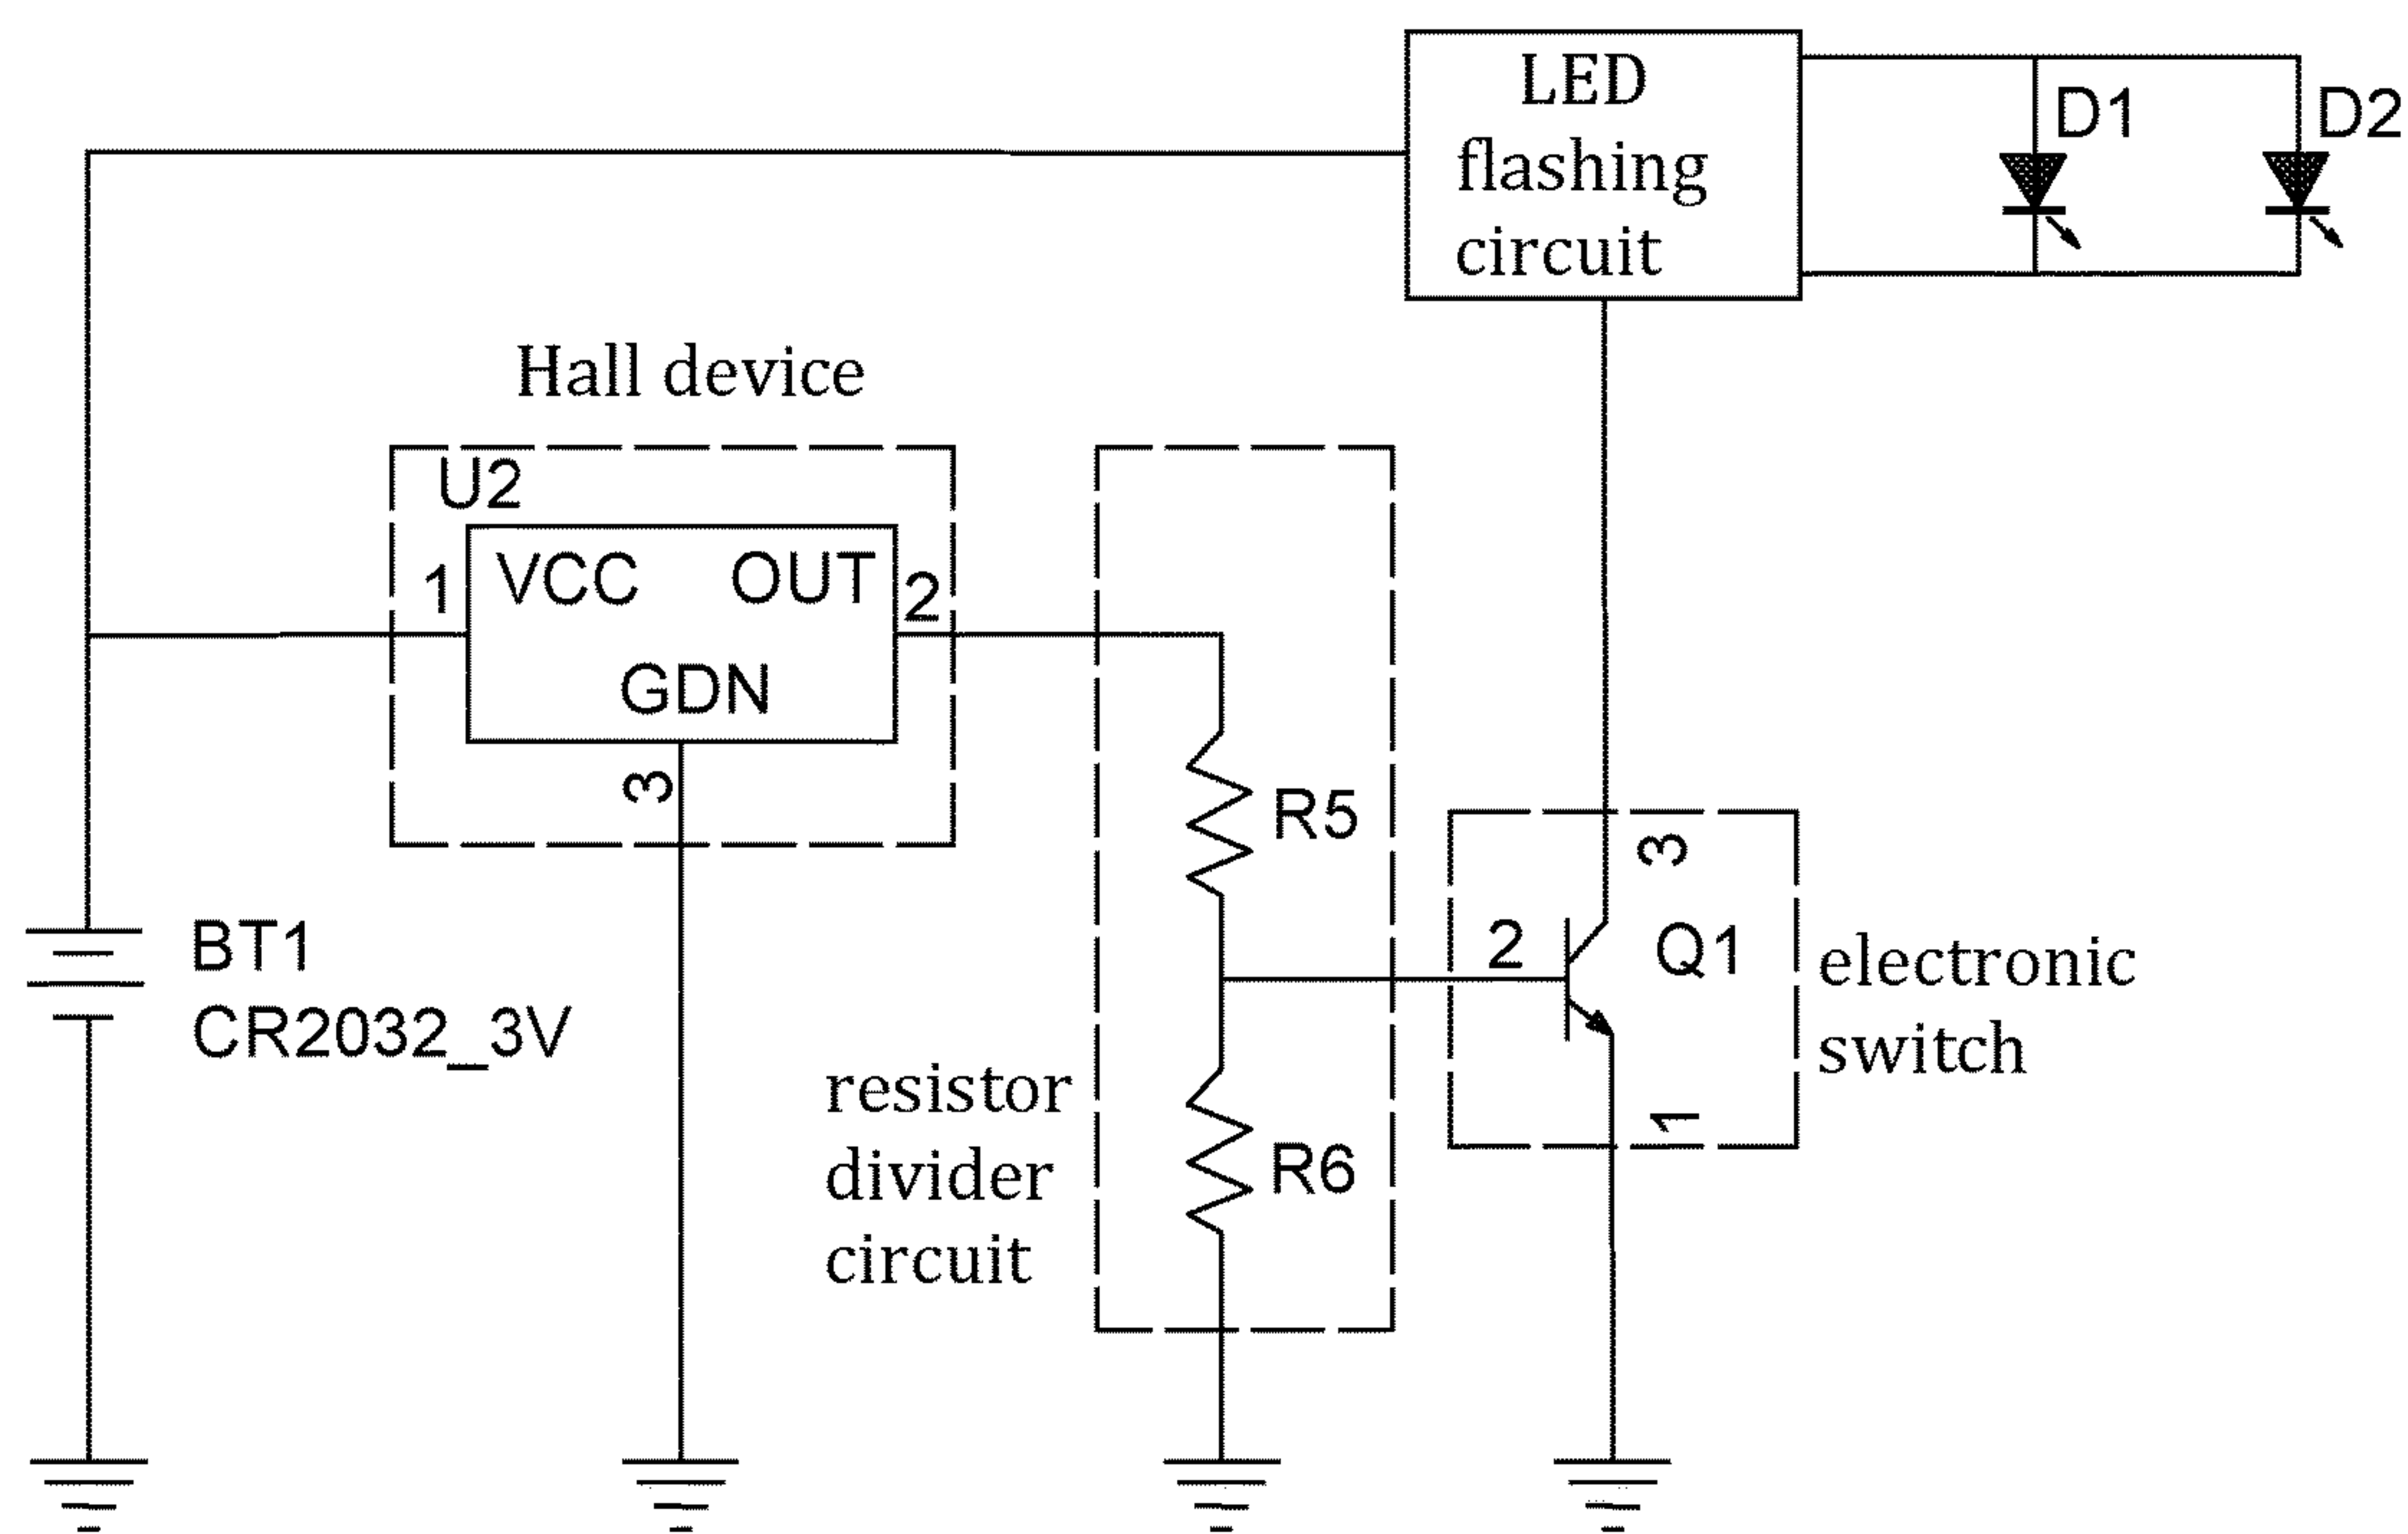 LED
flashing
circuit
D1
D2
Hall device
U2
1
VCC
OUT
2
GDN
3
R5
3
2
Q1
electronic
switch
1
BT1
CR2032_3V
resistor
divider
circuit
R6